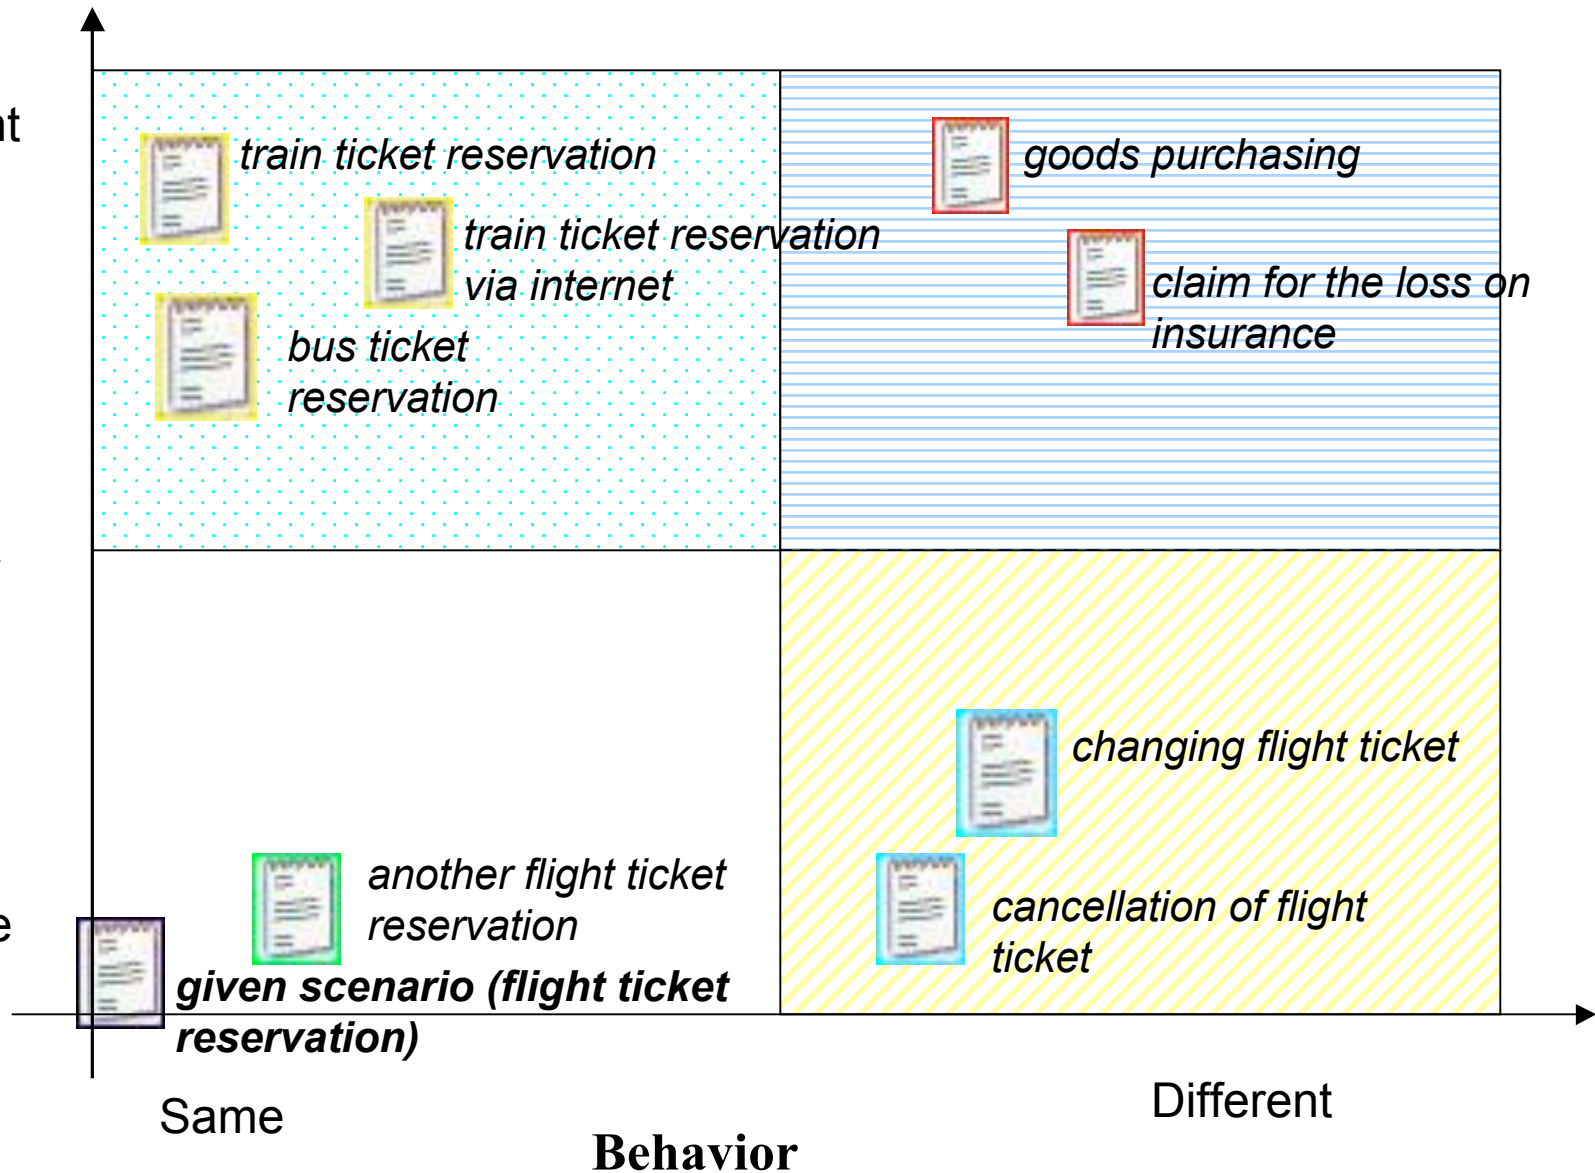 train ticket reservation
goods purchasing
train ticket reservation
via internet
claim for the loss on
insurance
bus ticket
reservation
changing flight ticket
another flight ticket
reservation
cancellation of flight
ticket
given scenario (flight ticket
reservation)
Same
Different
Behavior